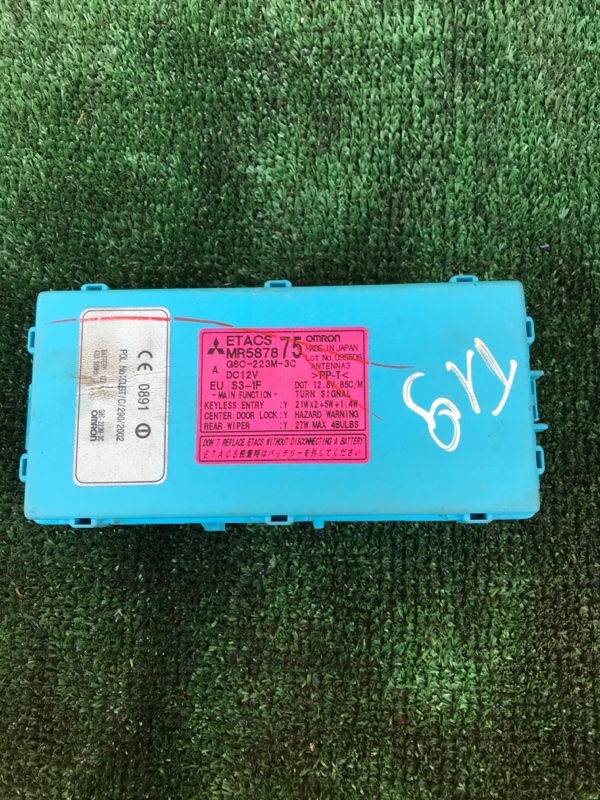 ETACS 75 OMRON
MR5878 MADE IN JAPAN
A G8C-223M-3C Lot No
DC12V ANTENNA3
>PP-T<
EU S3-1F DOT 12.8V 85C/M
-MAIN FUNCTION- TURN SIGNAL
KEYLESS ENTRY :Y 21WX2+5W+1.4W
CENTER DOOR LOCK :Y HAZARD WARNING
REAR WIPER :Y 27W MAX 4BULBS
DON'T REPLACE ETACS WITHOUT DISCONNECTING A BATTERY
ETACS脱着時はバッテリーを外してください
CE 0891
OMRON